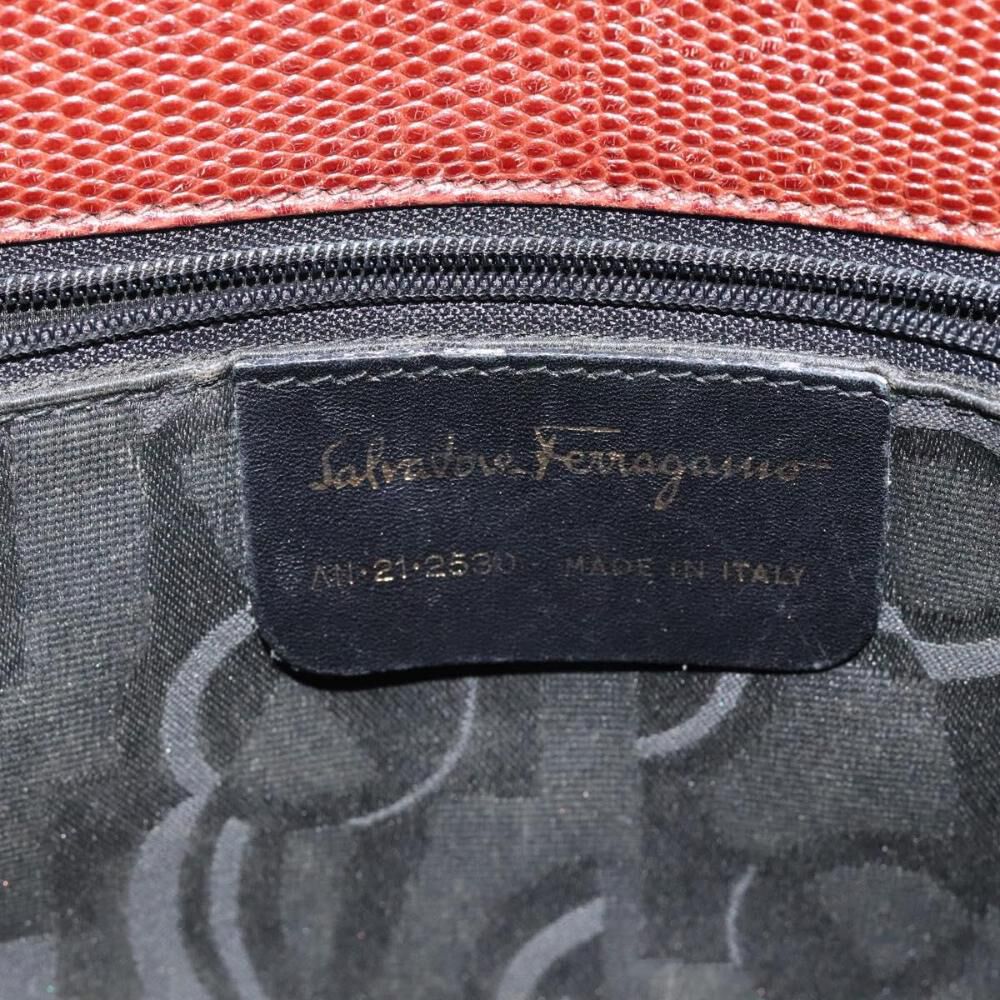 Salvatore Ferragamo
AN·21·2530 MADE IN ITALY